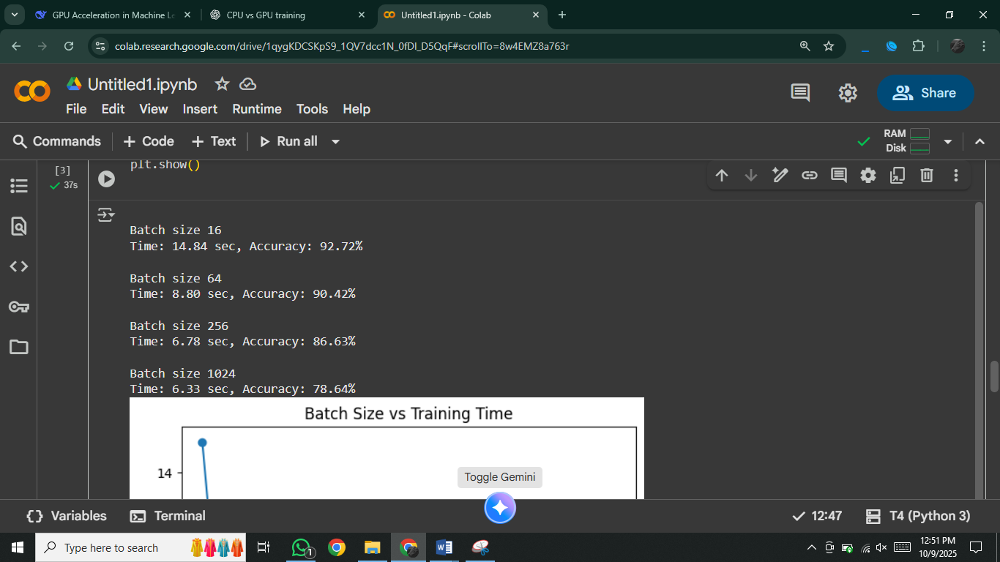 GPU Acceleration in Machine Le
CPU vs GPU training
Untitled1.ipynb - Colab
colab.research.google.com/drive/1qygKDCSKpS9_1QV7dcc1N_0fDI_D5QqF#scrollTo=8w4EMZ8a763r
Untitled1.ipynb
File Edit View Insert Runtime Tools Help
Share
Commands + Code + Text Run all
RAM
Disk
[3]
37s
plt.show()
Batch size 16
Time: 14.84 sec, Accuracy: 92.72%
Batch size 64
Time: 8.80 sec, Accuracy: 90.42%
Batch size 256
Time: 6.78 sec, Accuracy: 86.63%
Batch size 1024
Time: 6.33 sec, Accuracy: 78.64%
Batch Size vs Training Time
14
Toggle Gemini
Variables Terminal
12:47 T4 (Python 3)
Type here to search
1
12:51 PM
10/9/2025